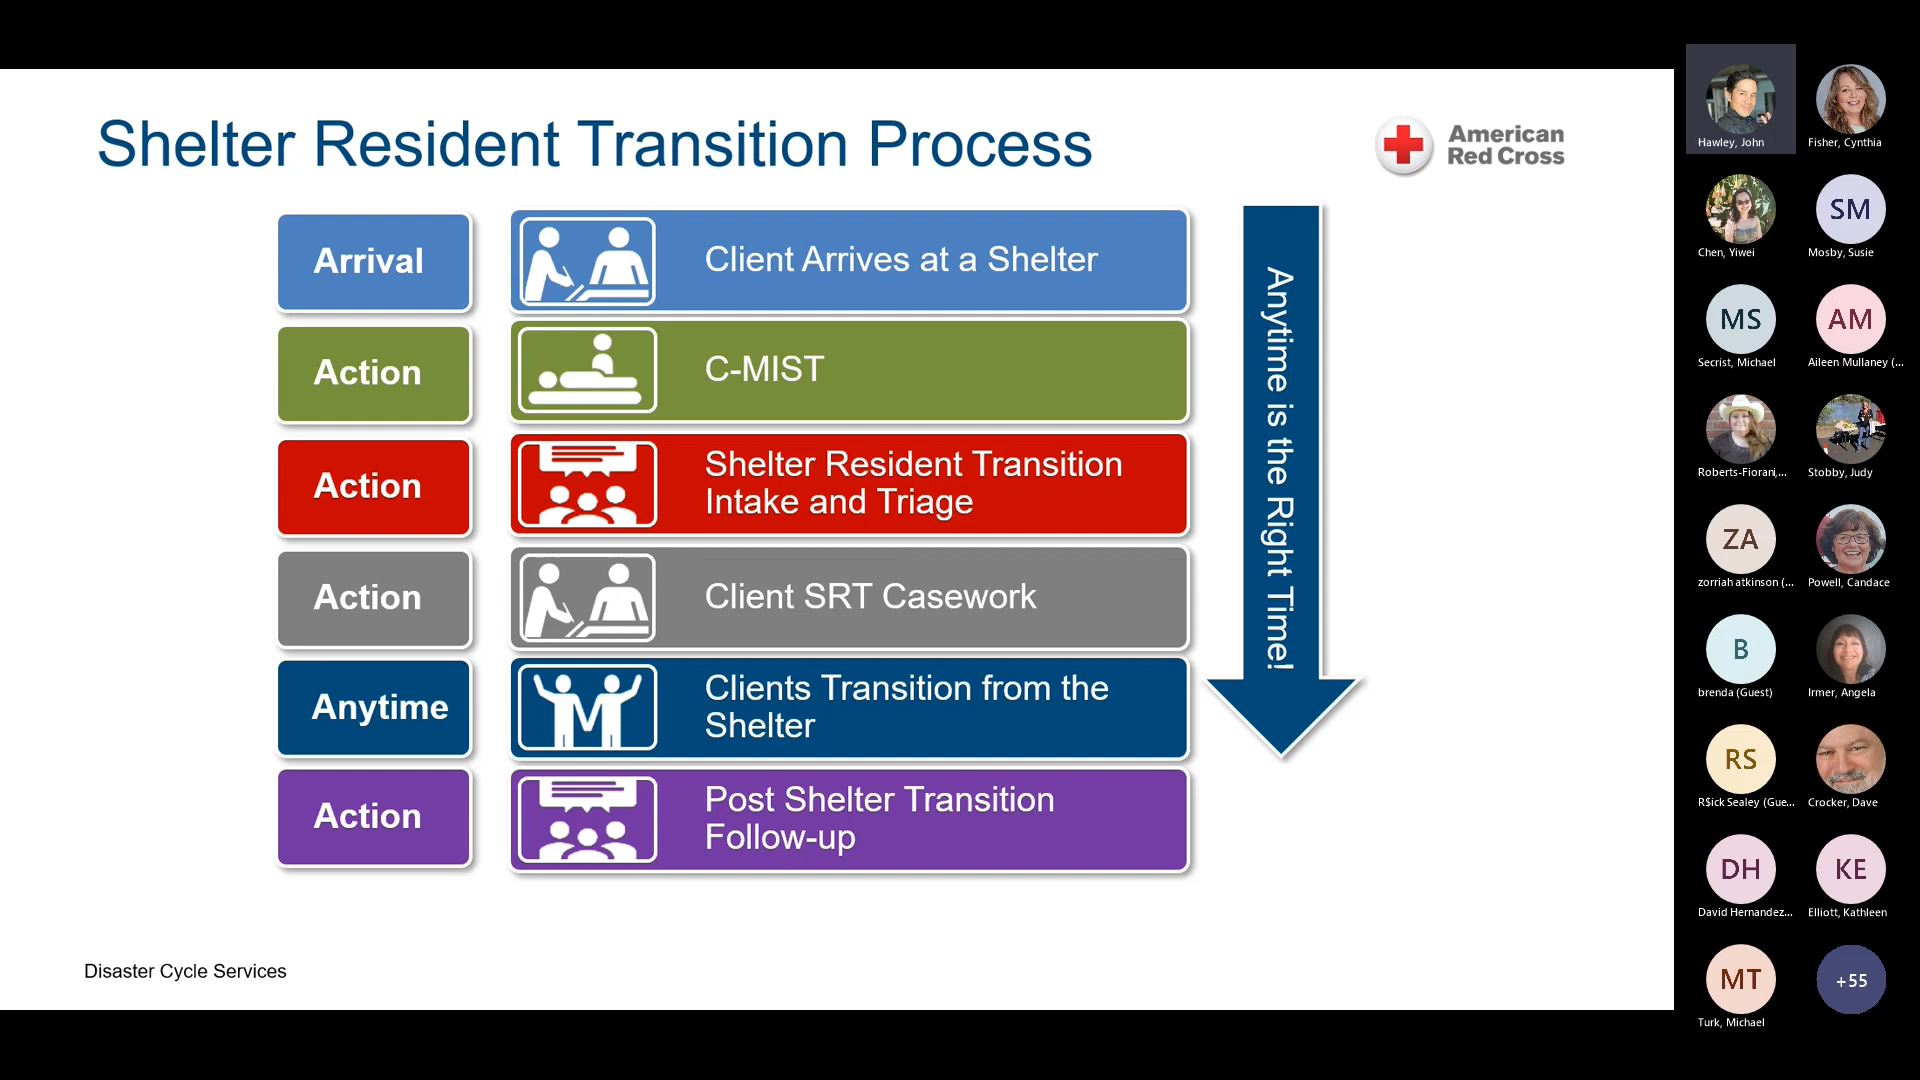 Shelter Resident Transition Process
American
Red Cross
Arrival
Client Arrives at a Shelter
Action
C-MIST
Action
Shelter Resident Transition
Intake and Triage
Action
Client SRT Casework
Anytime
Clients Transition from the
Shelter
Action
Post Shelter Transition
Follow-up
Anytime is the Right Time!
Disaster Cycle Services
Hawley, John
Fisher, Cynthia
Chen, Yiwei
SM
Mosby, Susie
MS
Secrist, Michael
AM
Aileen Mullaney (...
Roberts-Fiorani,...
Stobby, Judy
ZA
zorriah atkinson (...
Powell, Candace
B
brenda (Guest)
Irmer, Angela
RS
R$ick Sealey (Gue...
Crocker, Dave
DH
David Hernandez...
KE
Elliott, Kathleen
MT
Turk, Michael
+55